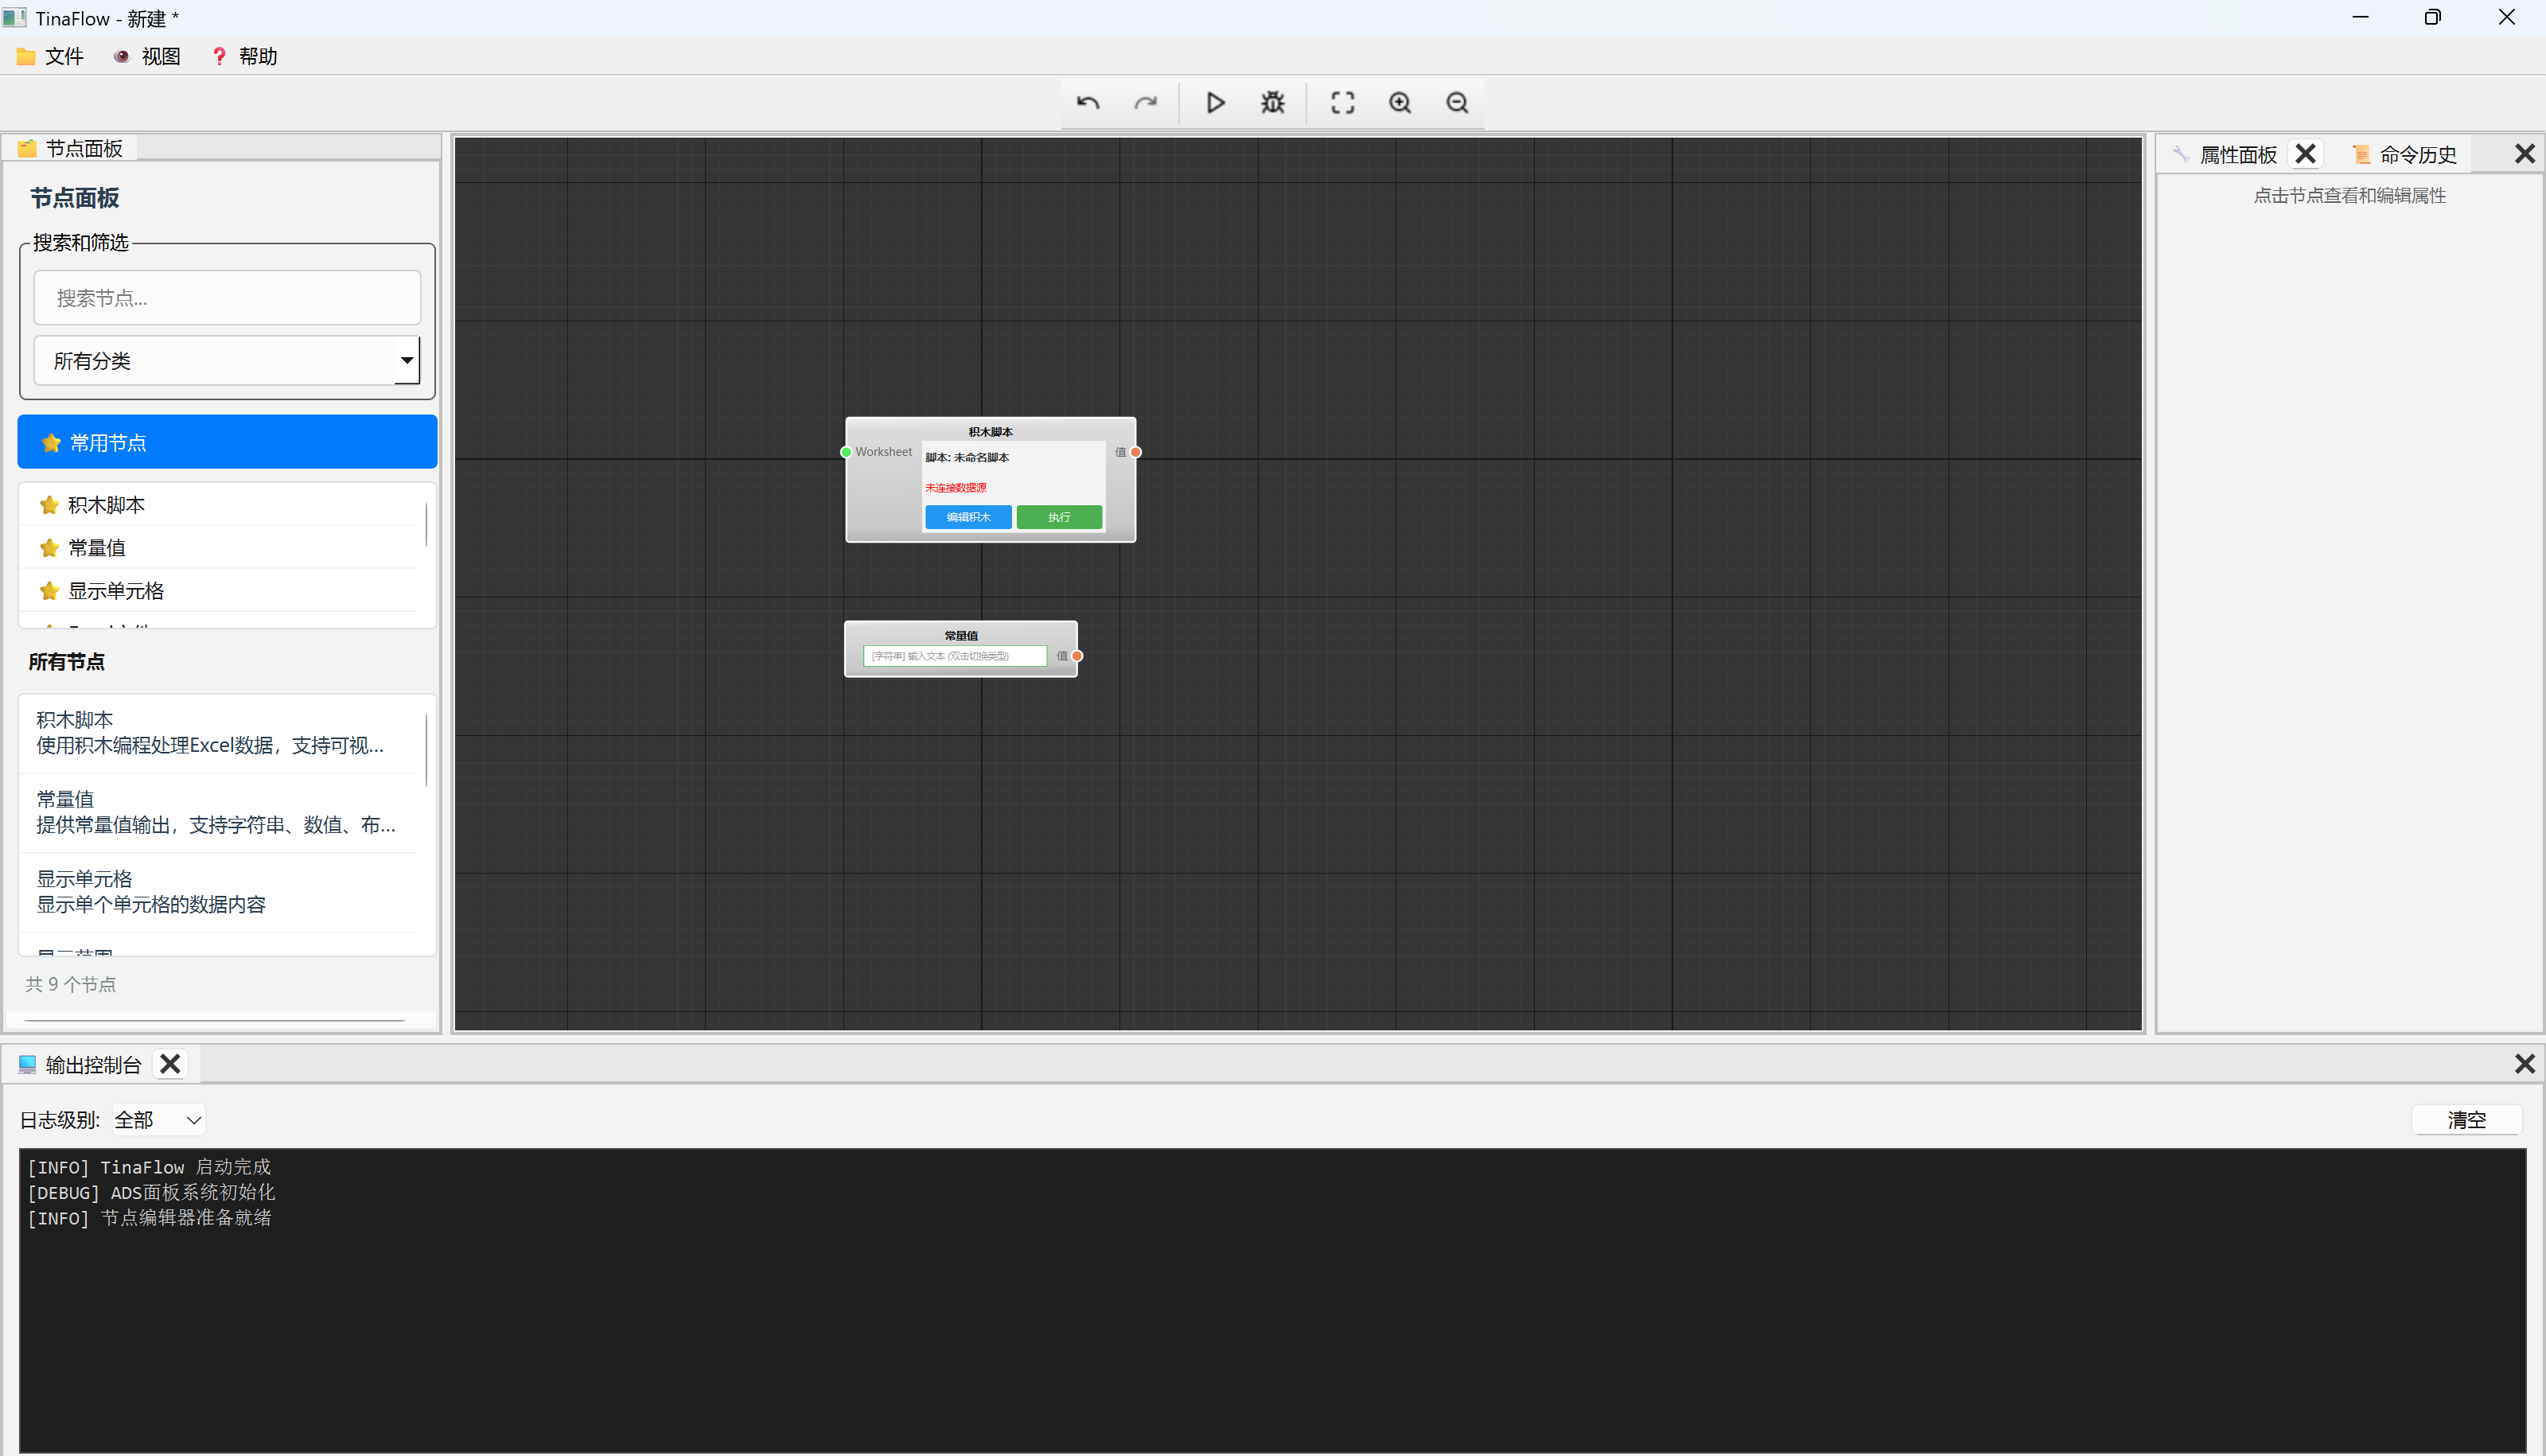 TinaFlow - 新建 *
文件 视图 帮助
节点面板
节点面板
搜索和筛选
搜索节点...
所有分类
常用节点
积木脚本
常量值
显示单元格
所有节点
积木脚本
使用积木编程处理Excel数据，支持可视...
常量值
提供常量值输出，支持字符串、数值、布...
显示单元格
显示单个单元格的数据内容
共 9 个节点
积木脚本
Worksheet
脚本: 未命名脚本
值
未连接数据源
编辑积木 执行
常量值
[字符串] 输入文本 (双击切换类型)
值
属性面板 命令历史
点击节点查看和编辑属性
输出控制台
日志级别: 全部
清空
[INFO] TinaFlow 启动完成
[DEBUG] ADS面板系统初始化
[INFO] 节点编辑器准备就绪